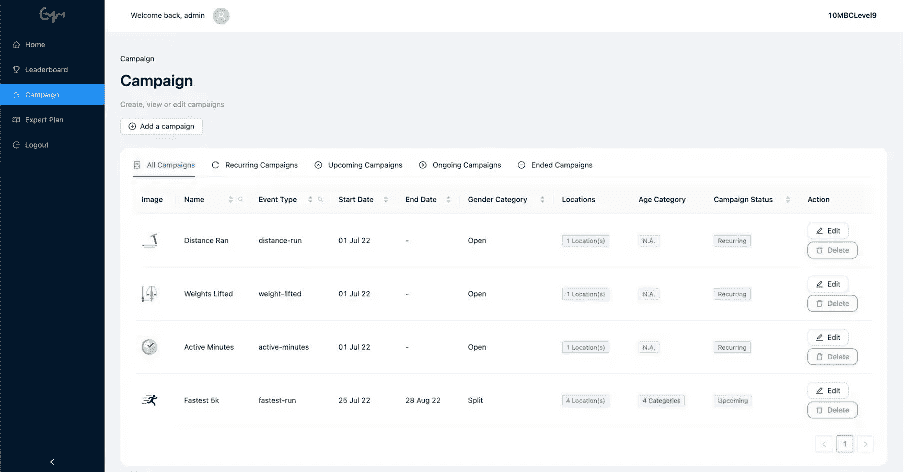 Gym
Welcome back, admin
10MBCLevel9
Home
Leaderboard
Campaign
Expert Plan
Logout
Campaign
Campaign
Create, view or edit campaigns
Add a campaign
All Campaigns Recurring Campaigns Upcoming Campaigns Ongoing Campaigns Ended Campaigns
Image Name Event Type Start Date End Date Gender Category Locations Age Category Campaign Status Action
Distance Ran distance-run 01 Jul 22 - Open 1 Location(s) N.A. Recurring Edit
Delete
Weights Lifted weight-lifted 01 Jul 22 - Open 1 Location(s) N.A. Recurring Edit
Delete
Active Minutes active-minutes 01 Jul 22 - Open 1 Location(s) N.A. Recurring Edit
Delete
Fastest 5k fastest-run 25 Jul 22 28 Aug 22 Split 4 Location(s) 4 Categories Upcoming Edit
Delete
1